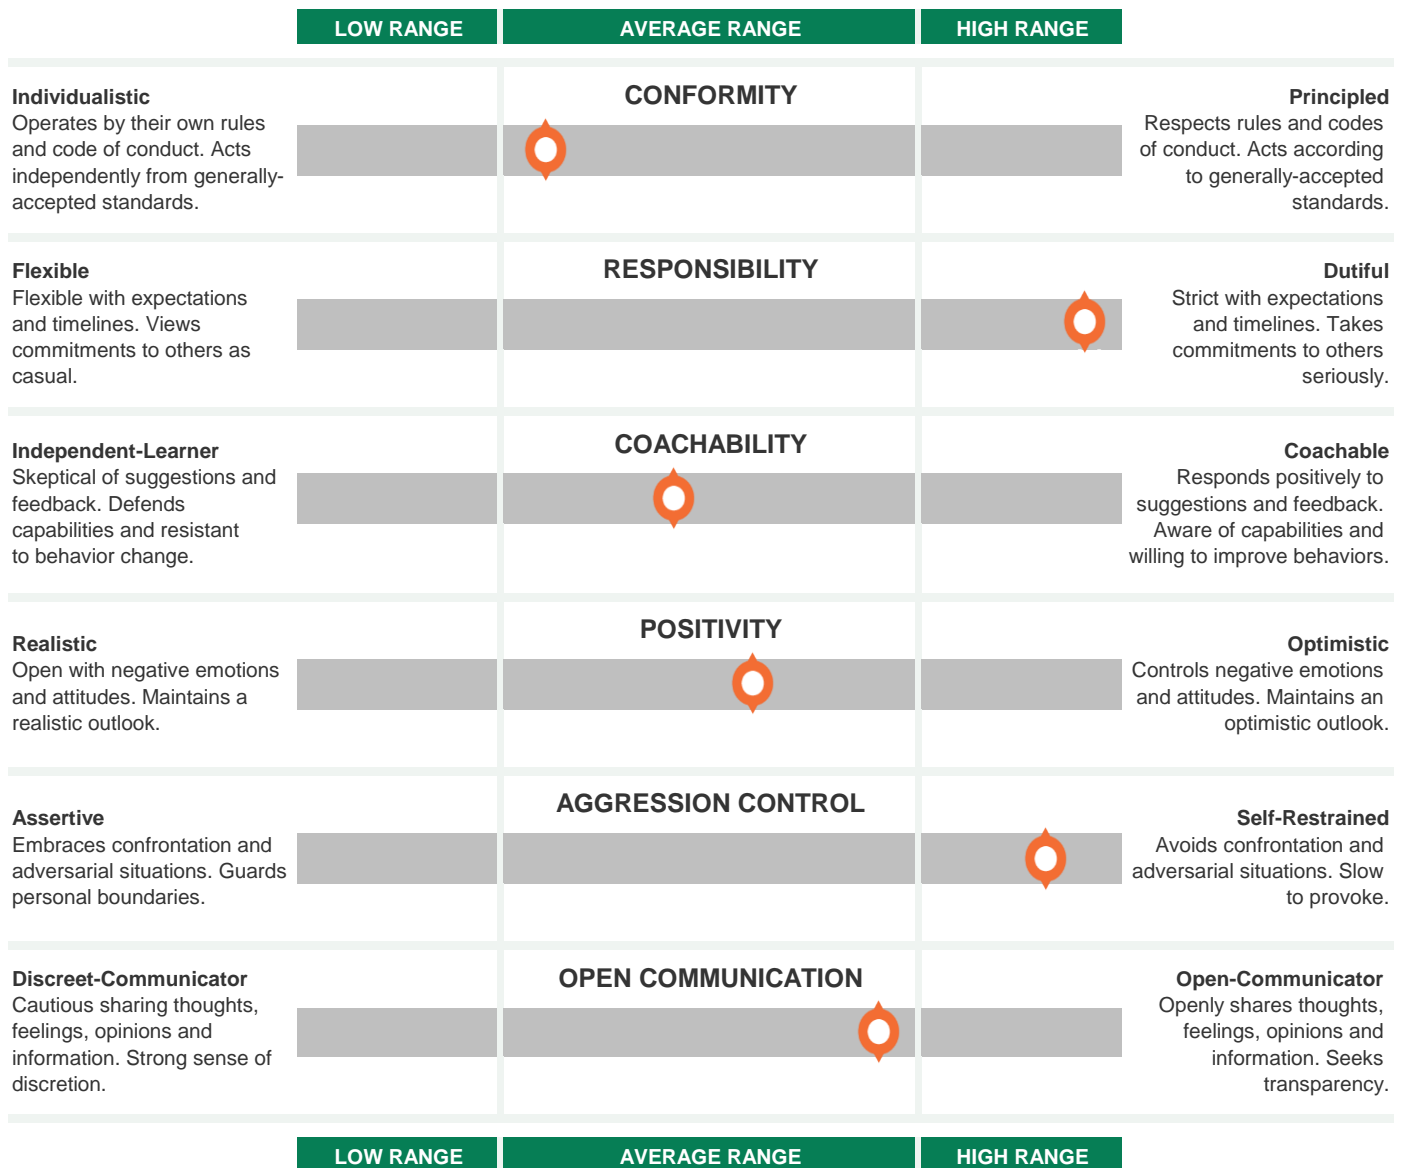 LOW RANGE
AVERAGE RANGE
HIGH RANGE
CONFORMITY
Individualistic
Operates by their own rules
and code of conduct. Acts
independently from generally-
accepted standards.
Principled
Respects rules and codes
of conduct. Acts according
to generally-accepted
standards.
RESPONSIBILITY
Flexible
Flexible with expectations
and timelines. Views
commitments to others as
casual.
Dutiful
Strict with expectations
and timelines. Takes
commitments to others
seriously.
COACHABILITY
Independent-Learner
Skeptical of suggestions and
feedback. Defends
capabilities and resistant
to behavior change.
Coachable
Responds positively to
suggestions and feedback.
Aware of capabilities and
willing to improve behaviors.
POSITIVITY
Realistic
Open with negative emotions
and attitudes. Maintains a
realistic outlook.
Optimistic
Controls negative emotions
and attitudes. Maintains an
optimistic outlook.
AGGRESSION CONTROL
Assertive
Embraces confrontation and
adversarial situations. Guards
personal boundaries.
Self-Restrained
Avoids confrontation and
adversarial situations. Slow
to provoke.
OPEN COMMUNICATION
Discreet-Communicator
Cautious sharing thoughts,
feelings, opinions and
information. Strong sense of
discretion.
Open-Communicator
Openly shares thoughts,
feelings, opinions and
information. Seeks
transparency.
LOW RANGE
AVERAGE RANGE
HIGH RANGE